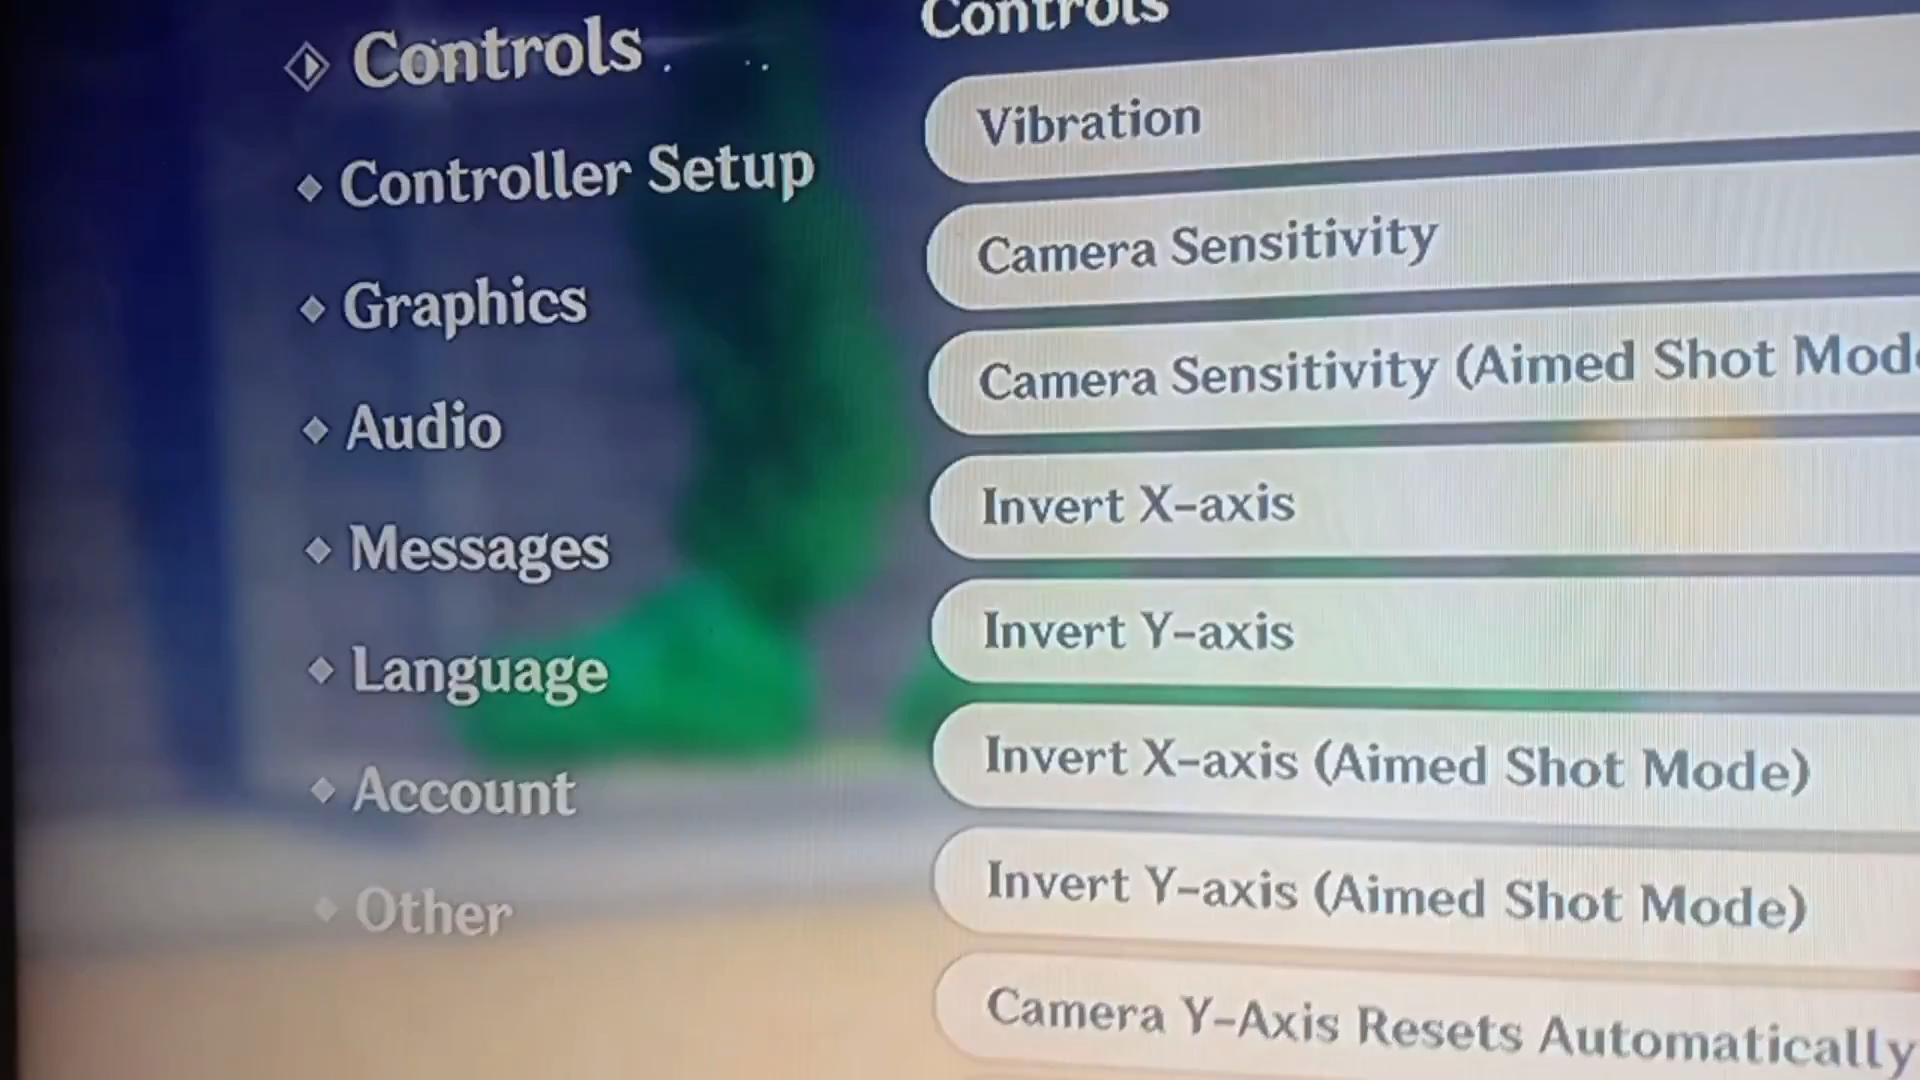 Controls
Controller Setup
Graphics
Audio
Messages
Language
Account
Other
Controls
Vibration
Camera Sensitivity
Camera Sensitivity (Aimed Shot Mode
Invert X-axis
Invert Y-axis
Invert X-axis (Aimed Shot Mode)
Invert Y-axis (Aimed Shot Mode)
Camera Y-Axis Resets Automatically